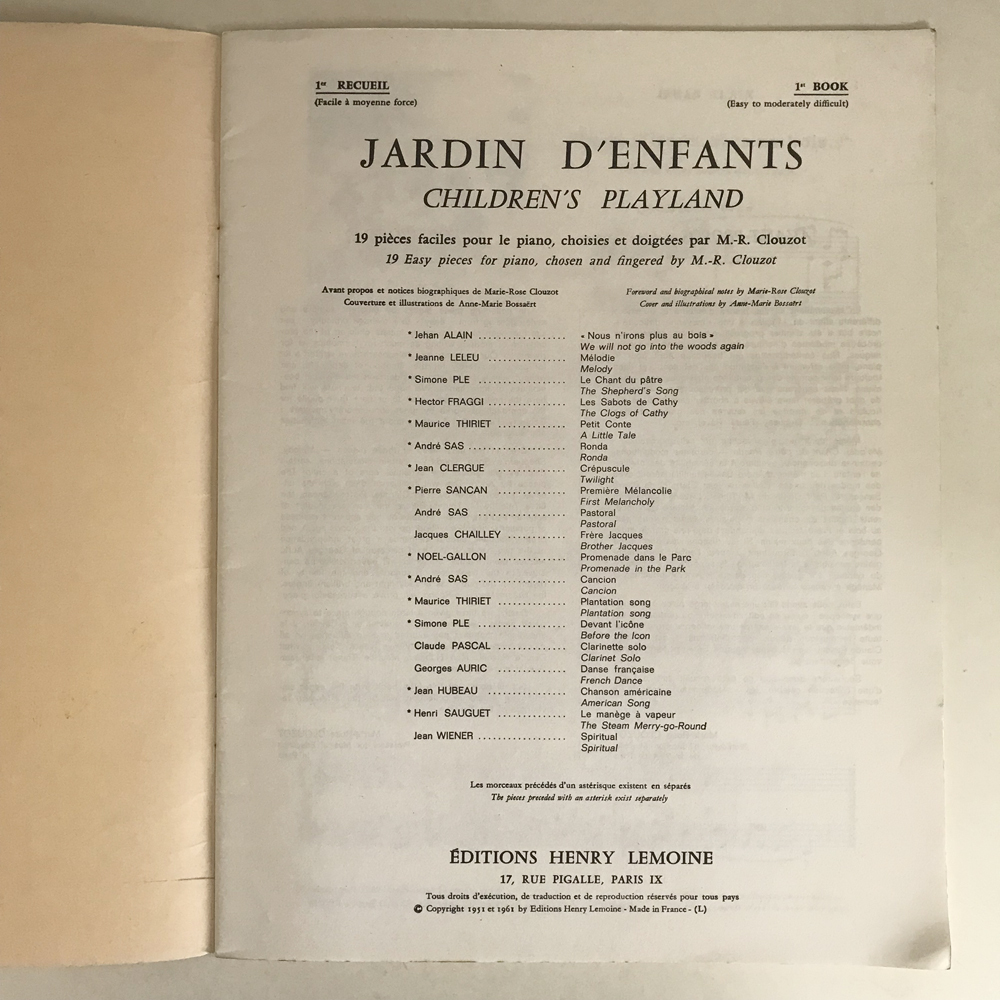 1er RECUEIL
(Facile à moyenne force)
1st BOOK
(Easy to moderately difficult)
JARDIN D'ENFANTS
CHILDREN'S PLAYLAND
19 pièces faciles pour le piano, choisies et doigtées par M.-R. Clouzot
19 Easy pieces for piano, chosen and fingered by M.-R. Clouzot
Avant propos et notices biographiques de Marie-Rose Clouzot
Couverture et illustrations de Anne-Marie Bossaërt
Foreword and biographical notes by Marie-Rose Clouzot
Cover and illustrations by Anne-Marie Bossaërt
* Jehan ALAIN .................. « Nous n'irons plus au bois »
We will not go into the woods again
* Jeanne LELEU ................ Mélodie
Melody
* Simone PLE .................. Le Chant du pâtre
The Shepherd's Song
* Hector FRAGGI ................ Les Sabots de Cathy
The Clogs of Cathy
* Maurice THIRIET .............. Petit Conte
A Little Tale
* André SAS .................... Ronda
Ronda
* Jean CLERGUE ................. Crépuscule
Twilight
* Pierre SANCAN .............. Première Mélancolie
First Melancholy
André SAS .................. Pastoral
Pastoral
Jacques CHAILLEY ............ Frère Jacques
Brother Jacques
* NOEL-GALLON .............. Promenade dans le Parc
Promenade in the Park
* André SAS .................. Cancion
Cancion
* Maurice THIRIET .............. Plantation song
Plantation song
* Simone PLE .................. Devant l'icône
Before the Icon
Claude PASCAL .............. Clarinette solo
Clarinet Solo
Georges AURIC .............. Danse française
French Dance
* Jean HUBEAU ................ Chanson américaine
American Song
* Henri SAUGUET .............. Le manège à vapeur
The Steam Merry-go-Round
Jean WIENER .................. Spiritual
Spiritual
Les morceaux précédés d'un astérisque existent en séparés
The pieces preceded with an asterisk exist separately
ÉDITIONS HENRY LEMOINE
17, RUE PIGALLE, PARIS IX
Tous droits d'exécution, de traduction et de reproduction réservés pour tous pays
© Copyright 1951 et 1961 by Editions Henry Lemoine - Made in France - (L)